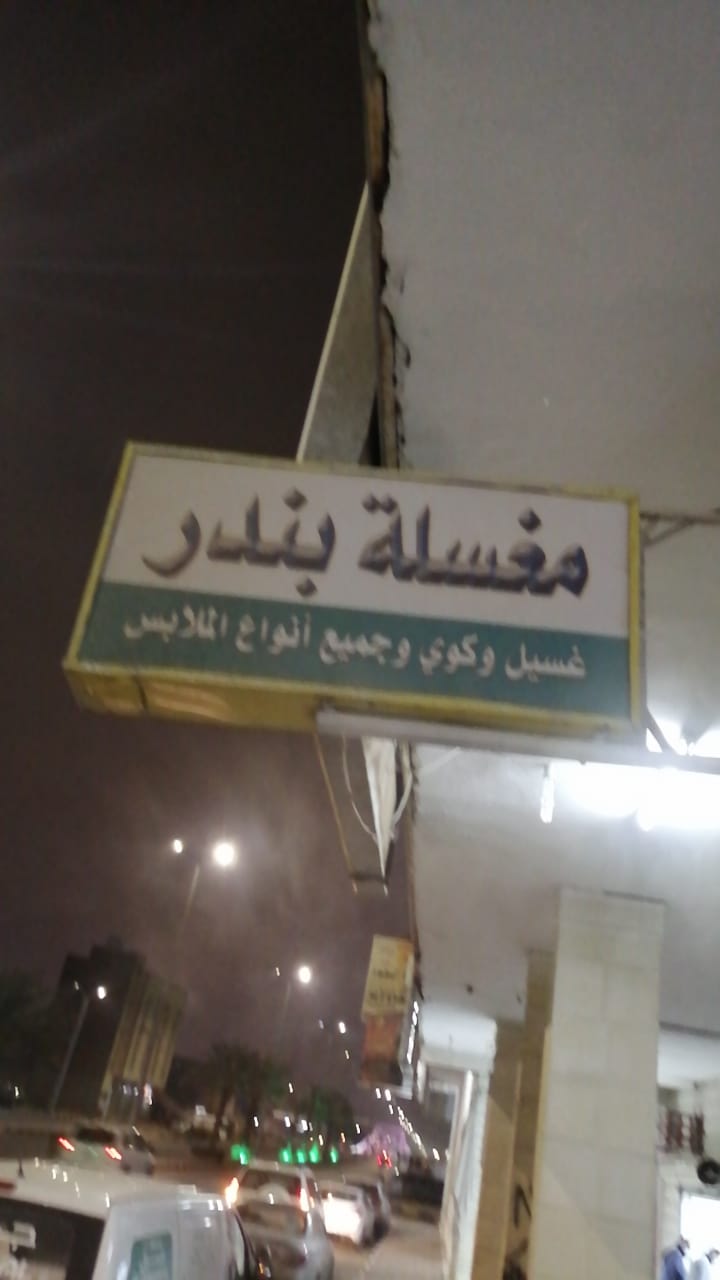 مغسلة بندر
غسيل وكوي وجميع أنواع الملابس